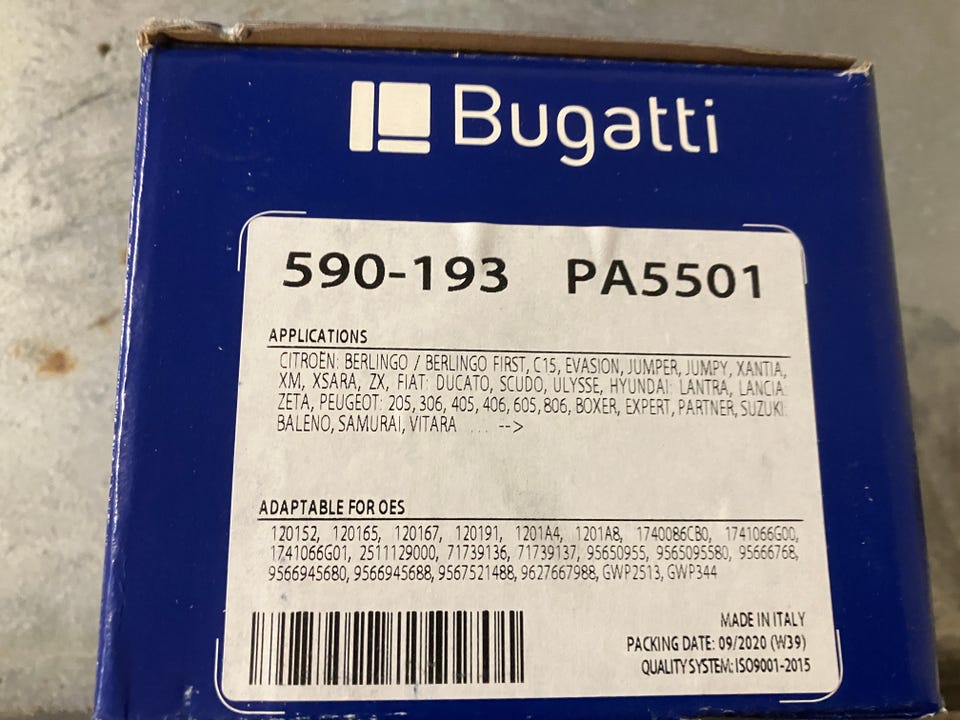 Bugatti
590-193 PA5501
APPLICATIONS
CITROËN: BERLINGO / BERLINGO FIRST, C15, EVASION, JUMPER, JUMPY, XANTIA,
XM, XSARA, ZX, FIAT: DUCATO, SCUDO, ULYSSE, HYUNDAI: LANTRA, LANCIA:
ZETA, PEUGEOT: 205, 306, 405, 406, 605, 806, BOXER, EXPERT, PARTNER, SUZUKI:
BALENO, SAMURAI, VITARA ... -->
ADAPTABLE FOR OES
120152, 120165, 120167, 120191, 1201A4, 1201A8, 1740086CB0, 1741066G00,
1741066G01, 2511129000, 71739136, 71739137, 95650955, 9565095580, 95666768,
9566945680, 9566945688, 9567521488, 9627667988, GWP2513, GWP344
MADE IN ITALY
PACKING DATE: 09/2020 (W39)
QUALITY SYSTEM: ISO9001-2015